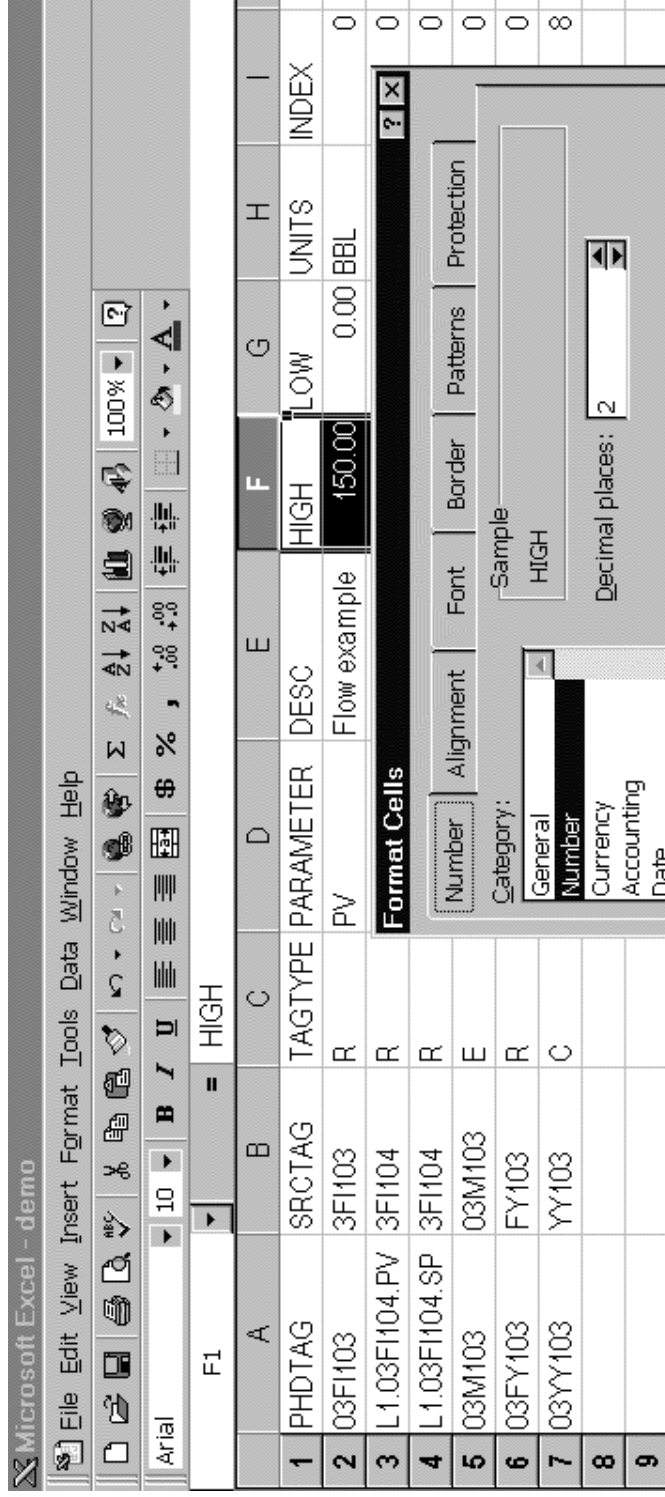 Microsoft Excel - demo
File Edit View Insert Format Tools Data Window Help
100%
Arial 10 B I U $ % ,
F1 = HIGH
A B C D E F G H I
1 PHDTAG SRCTAG TAGTYPE PARAMETER DESC HIGH LOW UNITS INDEX
2 03FI103 3FI103 R PV Flow example 150.00 0.00 BBL 0
3 L1.03FI104.PV 3FI104 R 0
4 L1.03FI104.SP 3FI104 R 0
5 03M103 03M103 E 0
6 03FY103 FY103 R 0
7 03YY103 YY103 C 8
8
9
Format Cells
Number Alignment Font Border Patterns Protection
Category:
General
Number
Currency
Accounting
Date
Sample
HIGH
Decimal places: 2